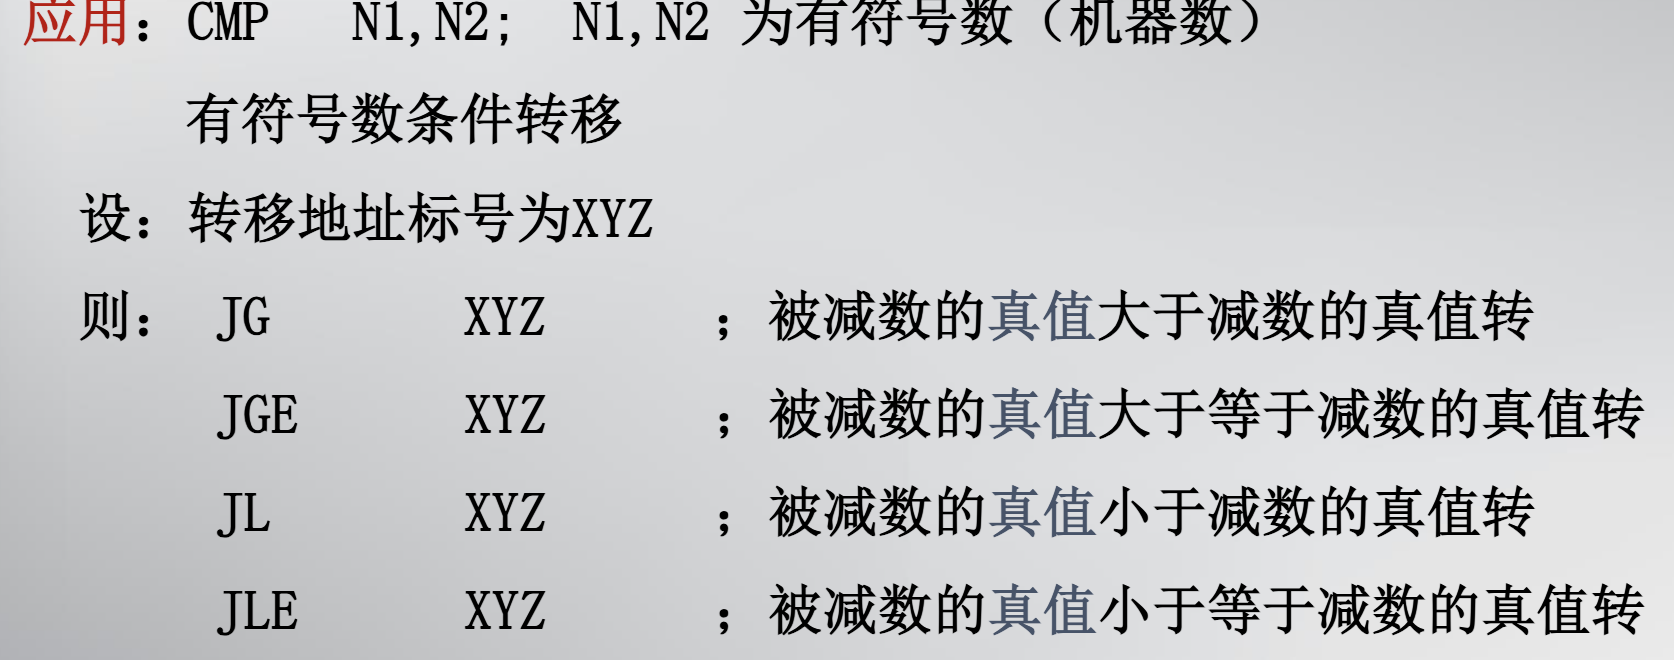 应用：CMP N1,N2; N1,N2 为有符号数（机器数）
有符号数条件转移
设：转移地址标号为XYZ
则： JG XYZ ；被减数的真值大于减数的真值转
JGE XYZ ；被减数的真值大于等于减数的真值转
JL XYZ ；被减数的真值小于减数的真值转
JLE XYZ ；被减数的真值小于等于减数的真值转